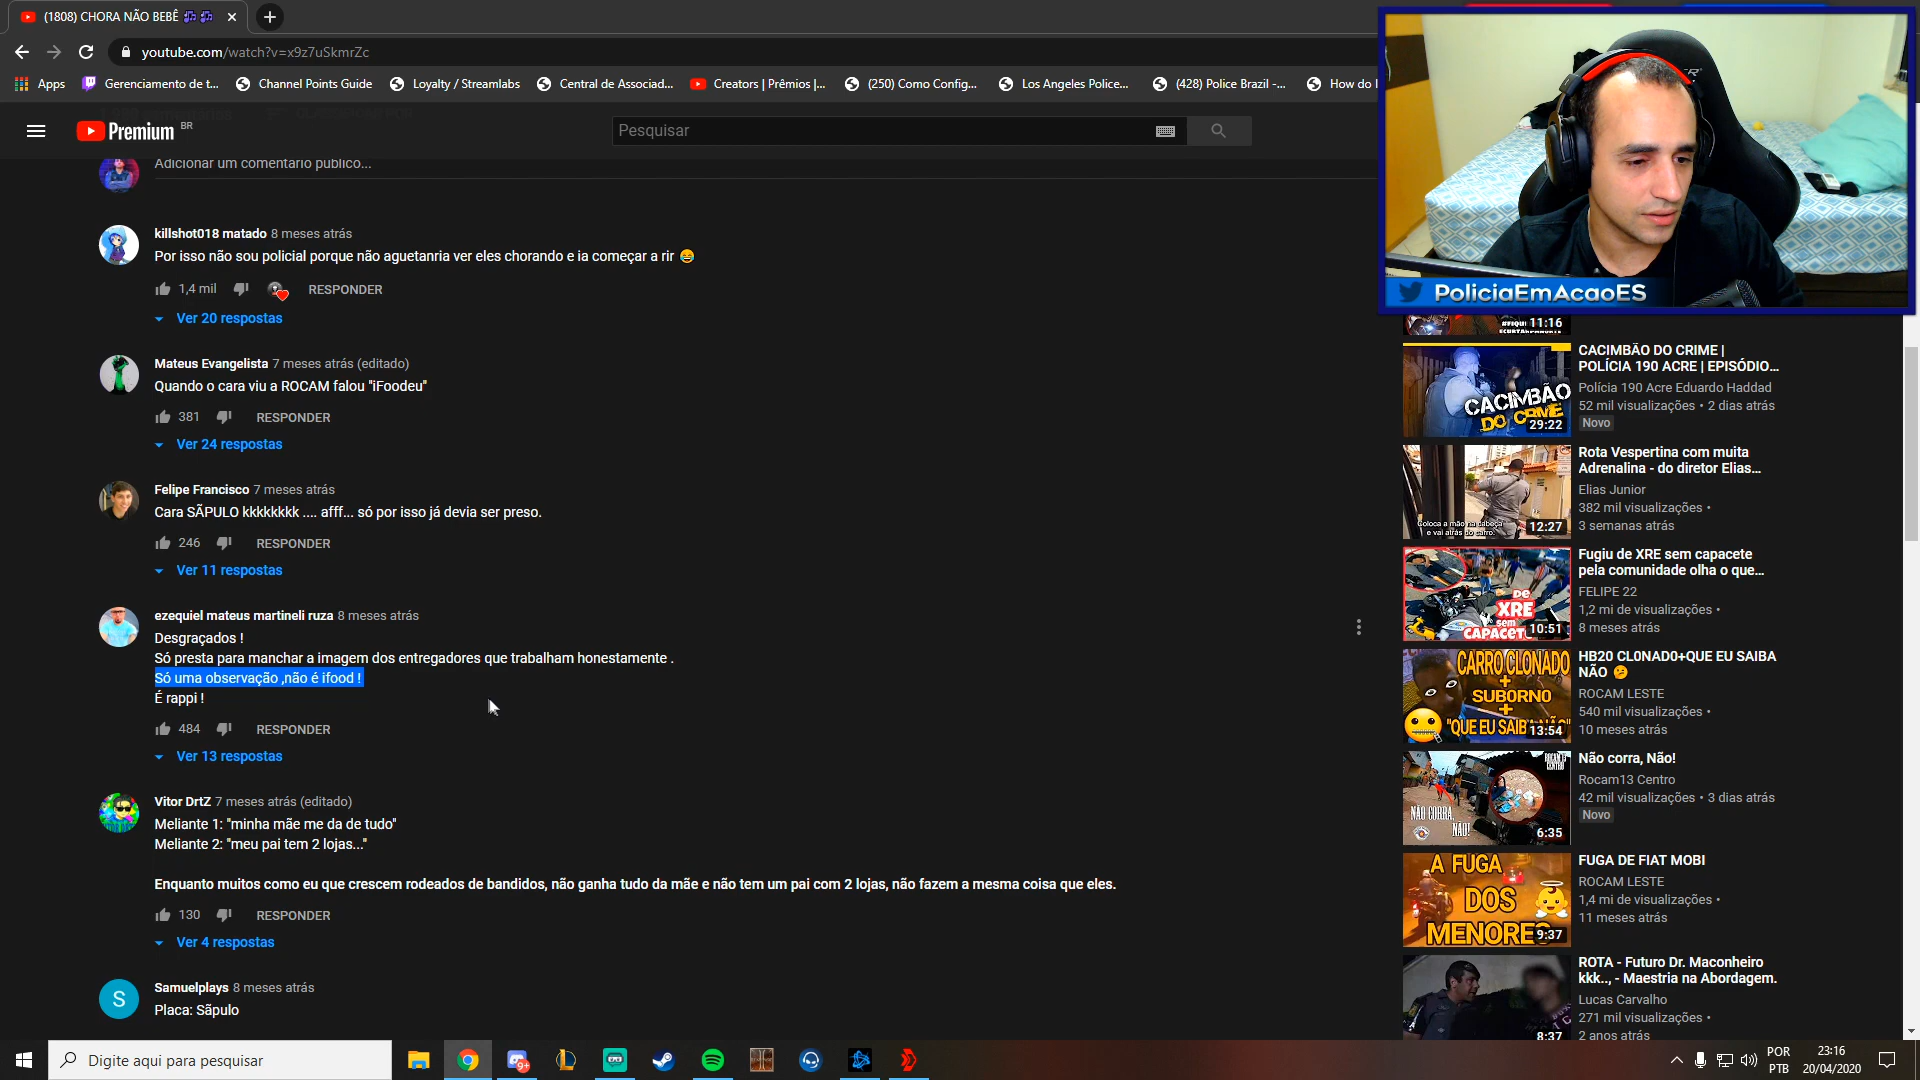 (1808) CHORA NÃO BEBÊ 🎵 🎵
youtube.com/watch?v=x9z7uSkmrZc
Apps
Gerenciamento de t...
Channel Points Guide
Loyalty / Streamlabs
Central de Associad...
Creators | Prêmios |...
(250) Como Config...
Los Angeles Police...
(428) Police Brazil -...
How do I
Premium BR
Pesquisar
Adicionar um comentário público...
killshot018 matado 8 meses atrás
Por isso não sou policial porque não aguetanria ver eles chorando e ia começar a rir 😂
1,4 mil RESPONDER
Ver 20 respostas
Mateus Evangelista 7 meses atrás (editado)
Quando o cara viu a ROCAM falou "iFoodeu"
381 RESPONDER
Ver 24 respostas
Felipe Francisco 7 meses atrás
Cara SÃPULO kkkkkkkk .... afff... só por isso já devia ser preso.
246 RESPONDER
Ver 11 respostas
ezequiel mateus martineli ruza 8 meses atrás
Desgraçados !
Só presta para manchar a imagem dos entregadores que trabalham honestamente .
Só uma observação ,não é ifood !
É rappi !
484 RESPONDER
Ver 13 respostas
Vitor DrtZ 7 meses atrás (editado)
Meliante 1: "minha mãe me da de tudo"
Meliante 2: "meu pai tem 2 lojas..."
Enquanto muitos como eu que crescem rodeados de bandidos, não ganha tudo da mãe e não tem um pai com 2 lojas, não fazem a mesma coisa que eles.
130 RESPONDER
Ver 4 respostas
S
Samuelplays 8 meses atrás
Placa: Sãpulo
PoliciaEmAcaoES
11:16
CACIMBÃO DO CRIME
29:22
CACIMBÃO DO CRIME |
POLÍCIA 190 ACRE | EPISÓDIO...
Polícia 190 Acre Eduardo Haddad
52 mil visualizações • 2 dias atrás
Novo
Coloca a mão na cabeça
e vai atrás do carro.
12:27
Rota Vespertina com muita
Adrenalina - do diretor Elias...
Elias Junior
382 mil visualizações •
3 semanas atrás
DE
XRE
sem
CAPACETE
10:51
Fugiu de XRE sem capacete
pela comunidade olha o que...
FELIPE 22
1,2 mi de visualizações •
8 meses atrás
CARRO CLONADO
+
SUBORNO
+
"QUE EU SAIBA NÃO"
13:54
HB20 CL0NAD0+QUE EU SAIBA
NÃO 🤔
ROCAM LESTE
540 mil visualizações •
10 meses atrás
NÃO CORRA,
NÃO!
6:35
Não corra, Não!
Rocam13 Centro
42 mil visualizações • 3 dias atrás
Novo
A FUGA
DOS
MENORES
9:37
FUGA DE FIAT MOBI
ROCAM LESTE
1,4 mi de visualizações •
11 meses atrás
8:37
ROTA - Futuro Dr. Maconheiro
kkk.., - Maestria na Abordagem.
Lucas Carvalho
271 mil visualizações •
2 anos atrás
Digite aqui para pesquisar
9+
POR
PTB
23:16
20/04/2020